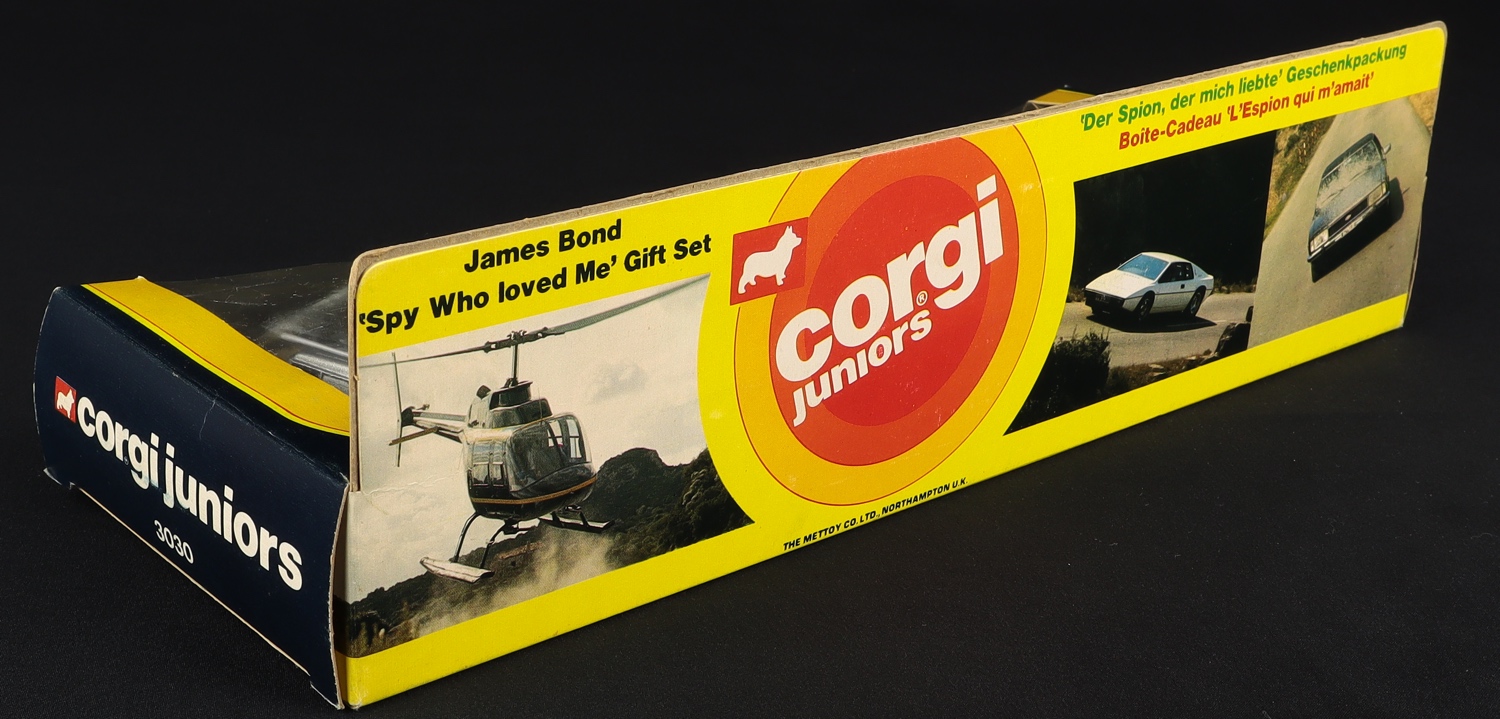 James Bond
'Spy Who loved Me' Gift Set
corgi
®
juniors
'Der Spion, der mich liebte' Geschenkpackung
Boite-Cadeau 'L'Espion qui m'amait'
THE METTOY CO. LTD., NORTHAMPTON U.K.
corgi juniors
3030